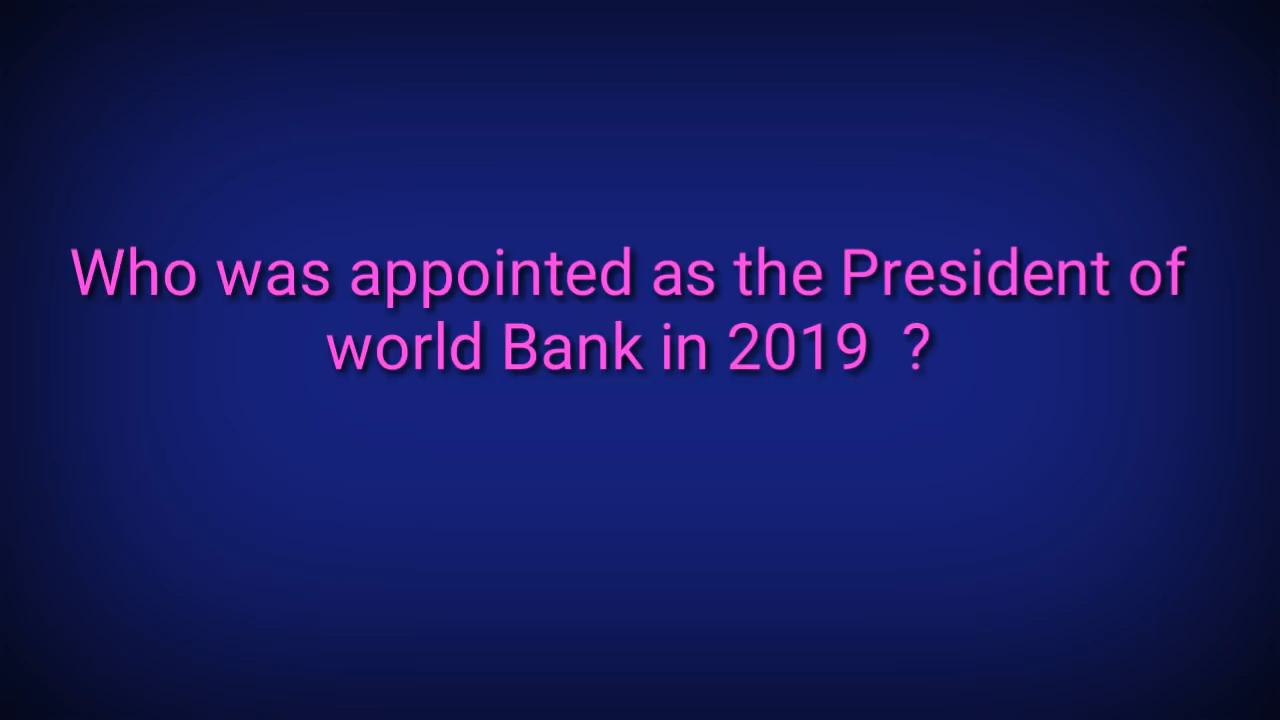 Who was appointed as the President of
world Bank in 2019 ?